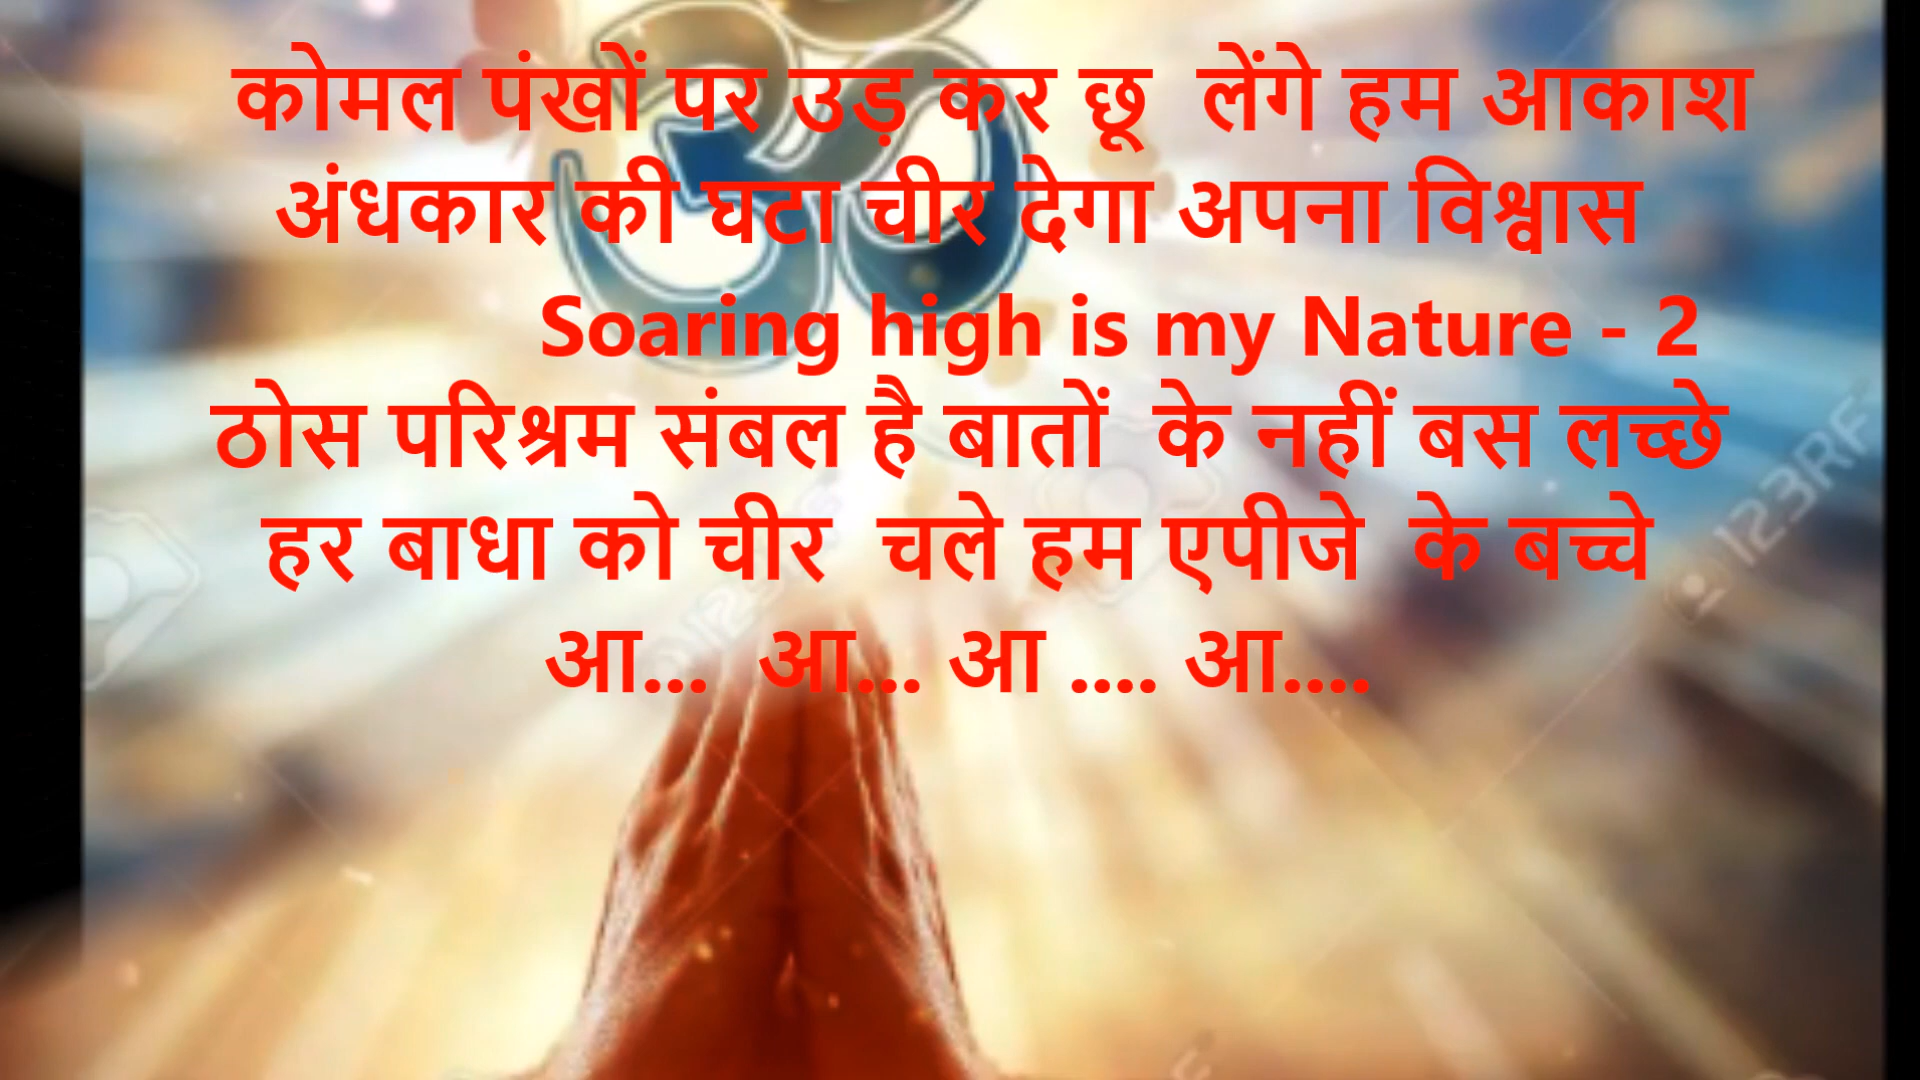 कोमल पंखों पर उड़ कर छू लेंगे हम आकाश
अंधकार की घटा चीर देगा अपना विश्वास
Soaring high is my Nature - 2
ठोस परिश्रम संबल है बातों के नहीं बस लच्छे
हर बाधा को चीर चले हम एपीजे के बच्चे
आ... आ... आ .... आ....
123RF